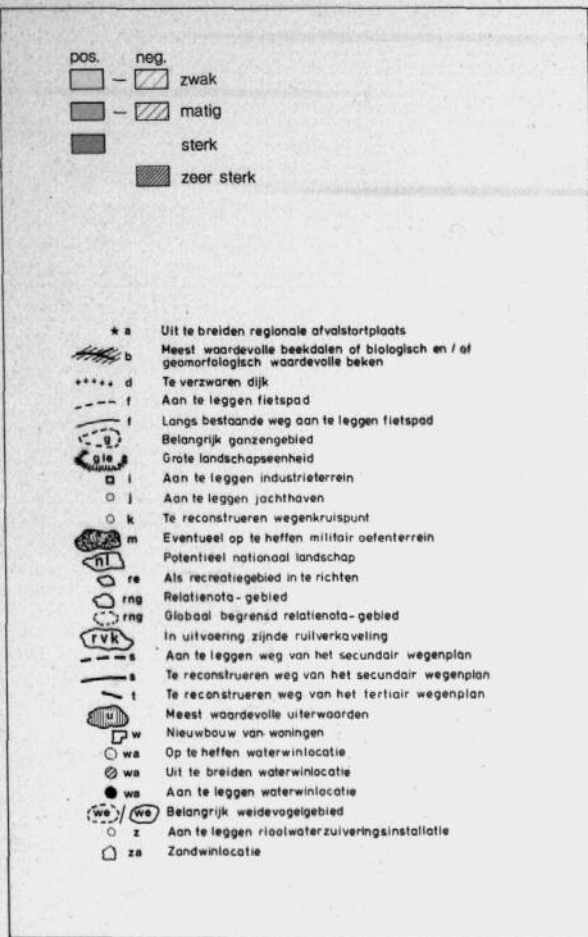 pos. neg.
– zwak
– matig
sterk
zeer sterk
★ a Uit te breiden regionale afvalstortplaats
b Meest waardevolle beekdalen of biologisch en / of
geomorfologisch waardevolle beken
+++++ d Te verzwaren dijk
f Aan te leggen fietspad
f Langs bestaande weg aan te leggen fietspad
g Belangrijk ganzengebied
gle Grote landschapseenheid
i Aan te leggen industrieterrein
j Aan te leggen jachthaven
k Te reconstrueren wegenkruispunt
m Eventueel op te heffen militair oefenterrein
nl Potentieel nationaal landschap
re Als recreatiegebied in te richten
rng Relatienota-gebied
rng Globaal begrensd relatienota-gebied
rvk In uitvoering zijnde ruilverkaveling
s Aan te leggen weg van het secundair wegenplan
s Te reconstrueren weg van het secundair wegenplan
t Te reconstrueren weg van het tertiair wegenplan
u Meest waardevolle uiterwaarden
w Nieuwbouw van woningen
wa Op te heffen waterwinlocatie
wa Uit te breiden waterwinlocatie
wa Aan te leggen waterwinlocatie
we / we Belangrijk weidevogelgebied
z Aan te leggen rioolwaterzuiveringsinstallatie
za Zandwinlocatie